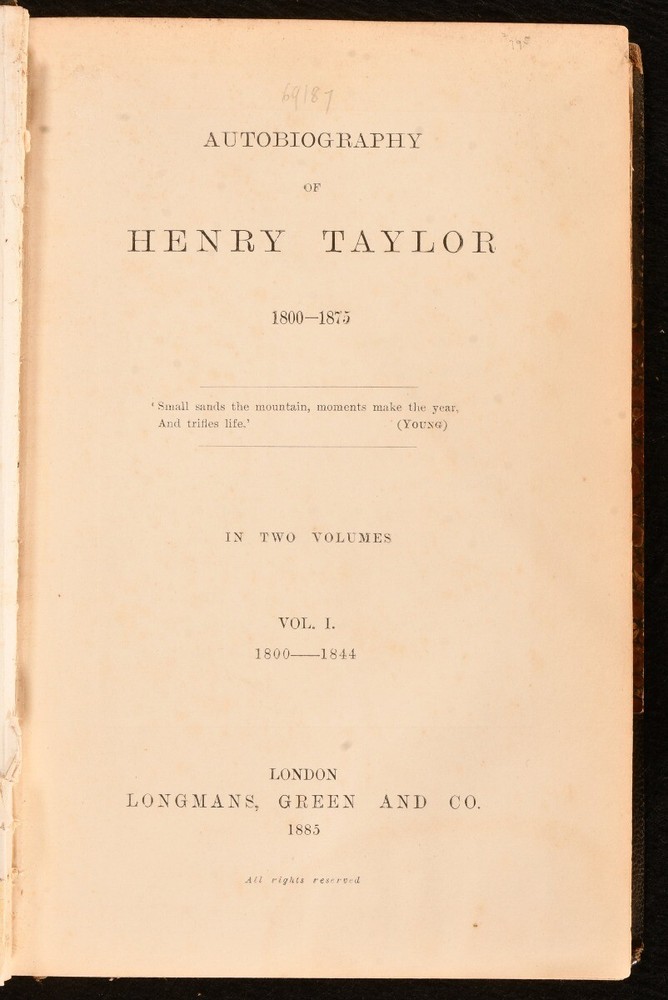 69187
AUTOBIOGRAPHY
OF
HENRY TAYLOR
1800—1875
‘Small sands the mountain, moments make the year,
And trifles life.’ (YOUNG)
IN TWO VOLUMES
VOL. I.
1800——1844
LONDON
LONGMANS, GREEN AND CO.
1885
All rights reserved